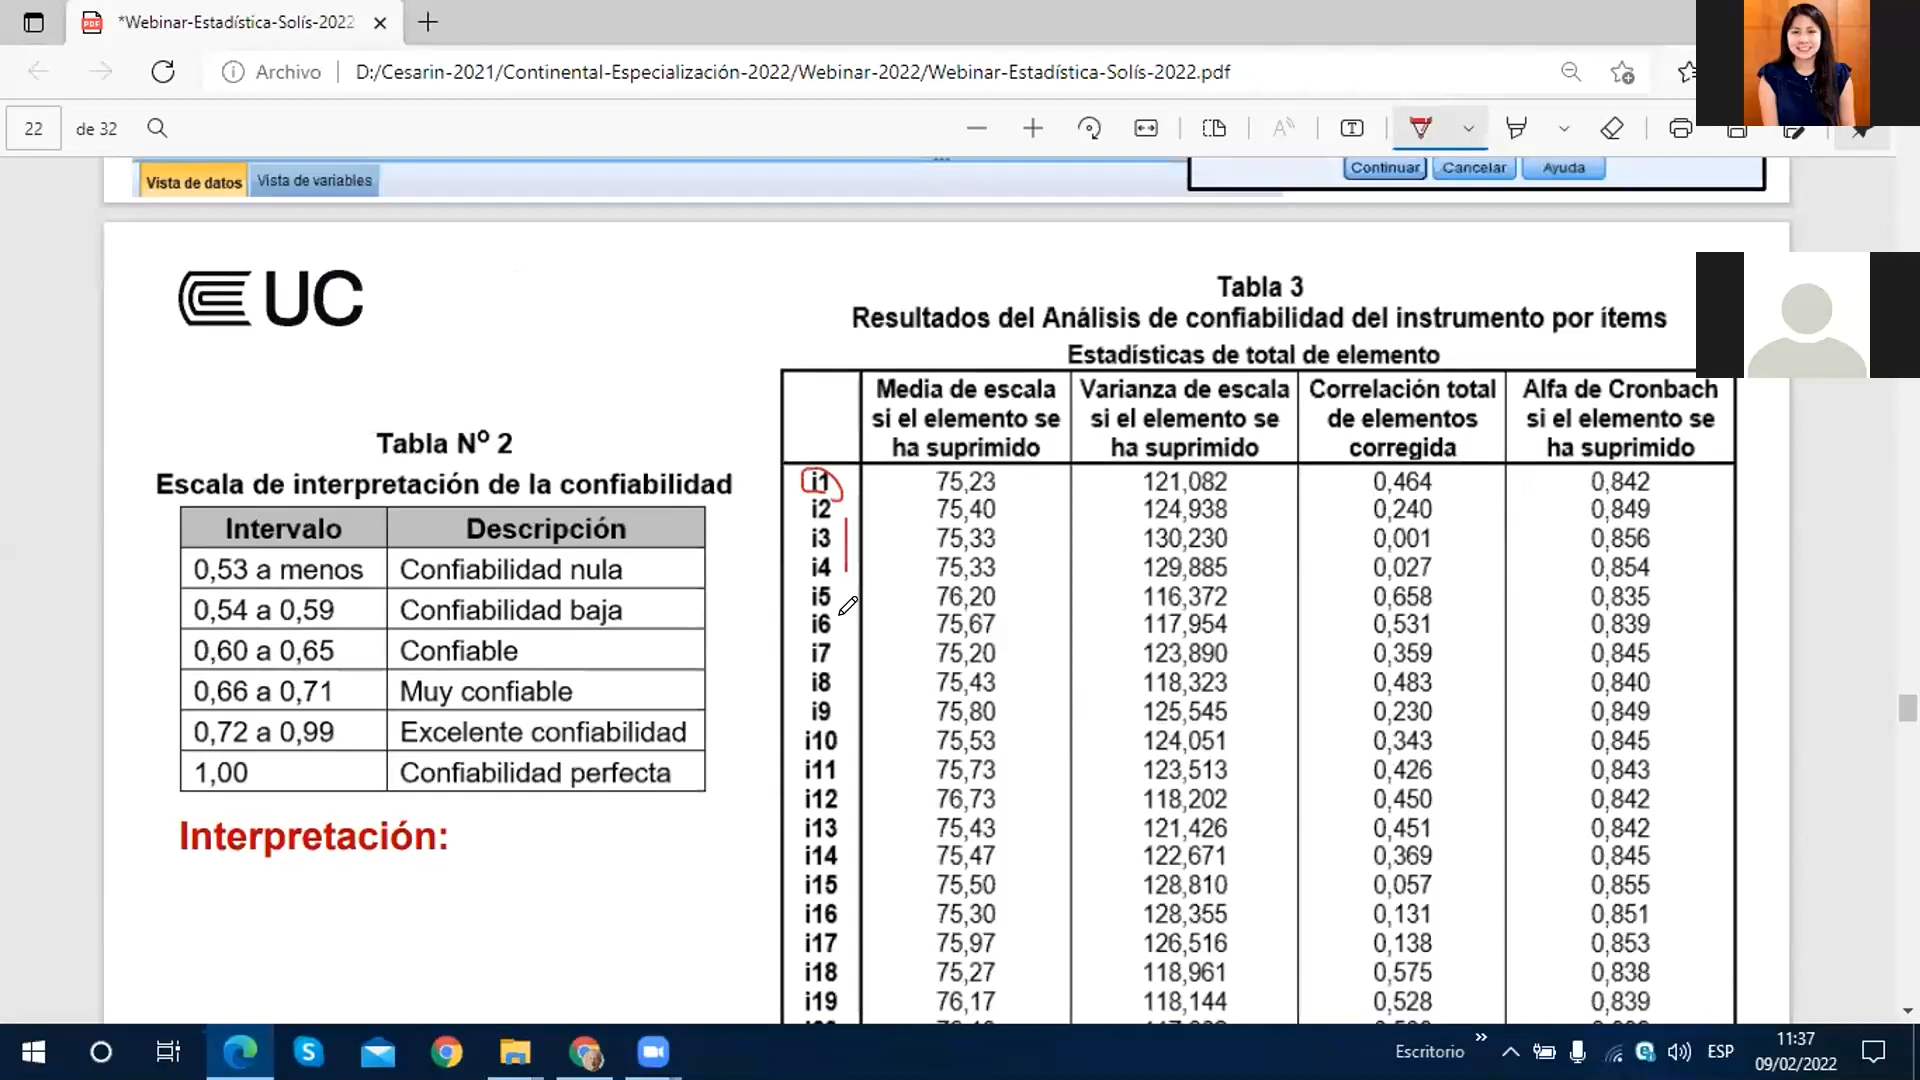 *Webinar-Estadística-Solís-2022
Archivo
D:/Cesarin-2021/Continental-Especialización-2022/Webinar-2022/Webinar-Estadística-Solís-2022.pdf
22 de 32
Vista de datos Vista de variables
Continuar Cancelar Ayuda
UC
Tabla Nº 2
Escala de interpretación de la confiabilidad
Intervalo Descripción
0,53 a menos Confiabilidad nula
0,54 a 0,59 Confiabilidad baja
0,60 a 0,65 Confiable
0,66 a 0,71 Muy confiable
0,72 a 0,99 Excelente confiabilidad
1,00 Confiabilidad perfecta
Interpretación:
Tabla 3
Resultados del Análisis de confiabilidad del instrumento por ítems
Estadísticas de total de elemento
Media de escala si el elemento se ha suprimido Varianza de escala si el elemento se ha suprimido Correlación total de elementos corregida Alfa de Cronbach si el elemento se ha suprimido
i1 75,23 121,082 0,464 0,842
i2 75,40 124,938 0,240 0,849
i3 75,33 130,230 0,001 0,856
i4 75,33 129,885 0,027 0,854
i5 76,20 116,372 0,658 0,835
i6 75,67 117,954 0,531 0,839
i7 75,20 123,890 0,359 0,845
i8 75,43 118,323 0,483 0,840
i9 75,80 125,545 0,230 0,849
i10 75,53 124,051 0,343 0,845
i11 75,73 123,513 0,426 0,843
i12 76,73 118,202 0,450 0,842
i13 75,43 121,426 0,451 0,842
i14 75,47 122,671 0,369 0,845
i15 75,50 128,810 0,057 0,855
i16 75,30 128,355 0,131 0,851
i17 75,97 126,516 0,138 0,853
i18 75,27 118,961 0,575 0,838
i19 76,17 118,144 0,528 0,839
Escritorio
ESP
11:37
09/02/2022